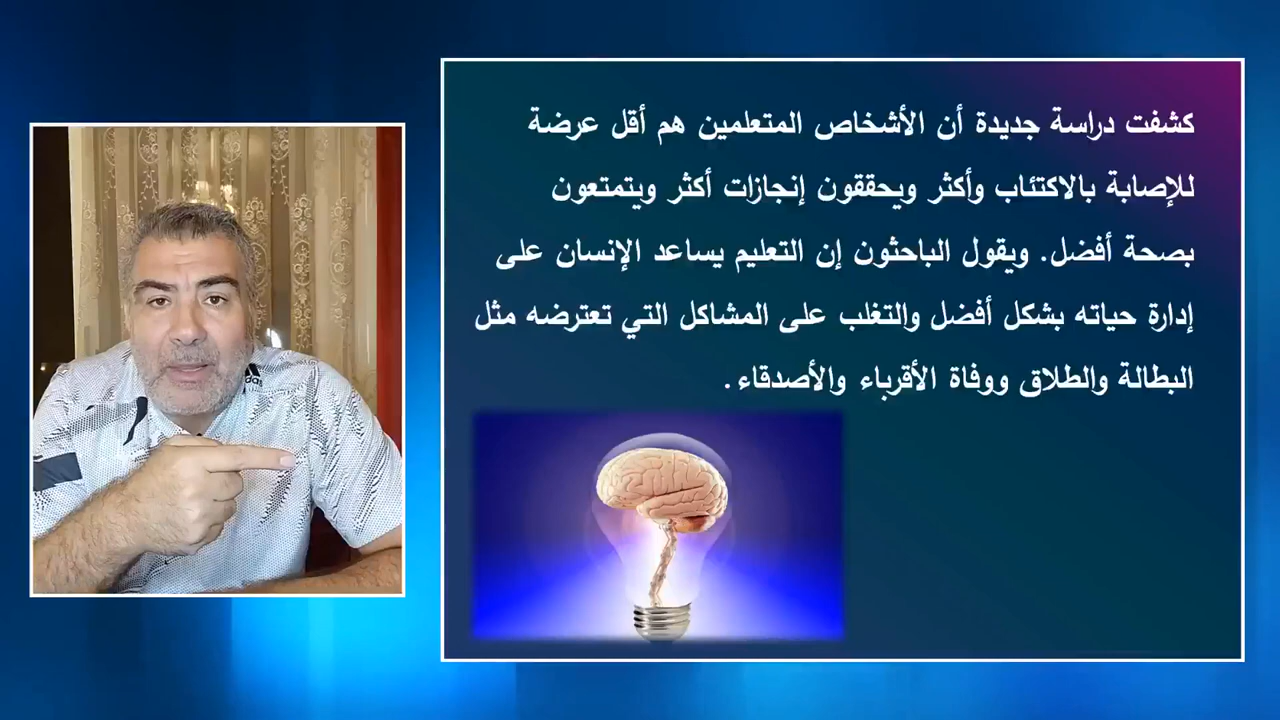 كشفت دراسة جديدة أن الأشخاص المتعلمين هم أقل عرضة
للإصابة بالاكتئاب وأكثر ويحققون إنجازات أكثر ويتمتعون
بصحة أفضل. ويقول الباحثون إن التعليم يساعد الإنسان على
إدارة حياته بشكل أفضل والتغلب على المشاكل التي تعترضه مثل
البطالة والطلاق ووفاة الأقرباء والأصدقاء.